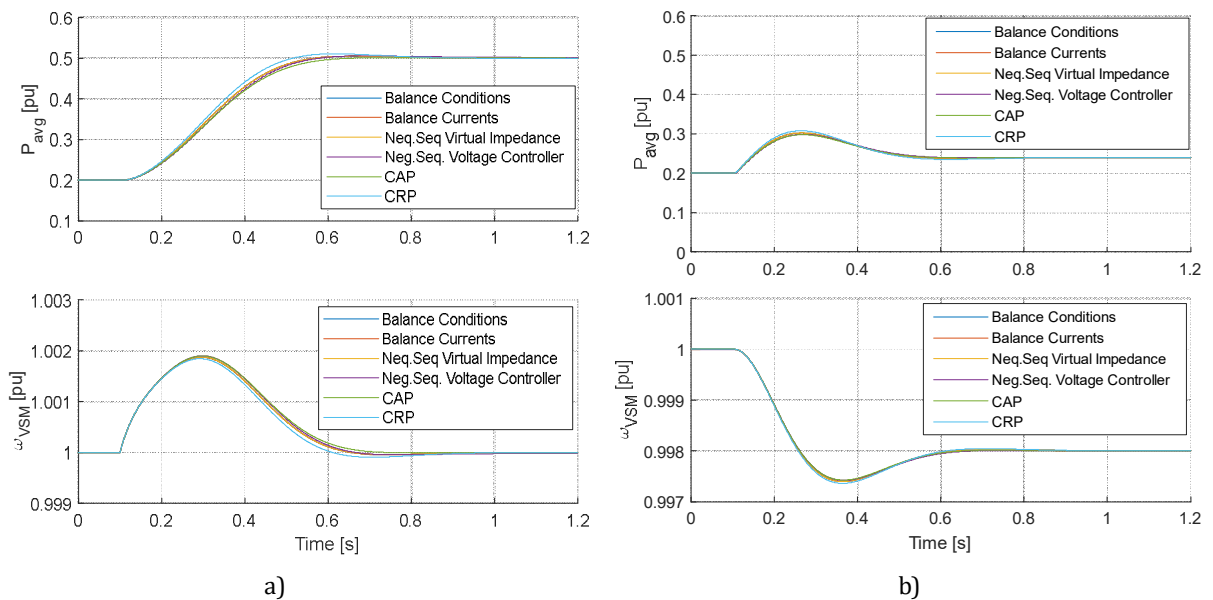 0.6
0.5
0.4
0.3
0.2
0.1
P_avg [pu]
Balance Conditions
Balance Currents
Neq.Seq Virtual Impedance
Neg.Seq. Voltage Controller
CAP
CRP
0 0.2 0.4 0.6 0.8 1 1.2
1.003
1.002
1.001
1
0.999
ω_VSM [pu]
Balance Conditions
Balance Currents
Neq.Seq Virtual Impedance
Neg.Seq. Voltage Controller
CAP
CRP
0 0.2 0.4 0.6 0.8 1 1.2
Time [s]
a)
0.6
0.5
0.4
0.3
0.2
0.1
0
P_avg [pu]
Balance Conditions
Balance Currents
Neq.Seq Virtual Impedance
Neg.Seq. Voltage Controller
CAP
CRP
0 0.2 0.4 0.6 0.8 1 1.2
1.001
1
0.999
0.998
0.997
ω_VSM [pu]
Balance Conditions
Balance Currents
Neq.Seq Virtual Impedance
Neg.Seq. Voltage Controller
CAP
CRP
0 0.2 0.4 0.6 0.8 1 1.2
Time [s]
b)